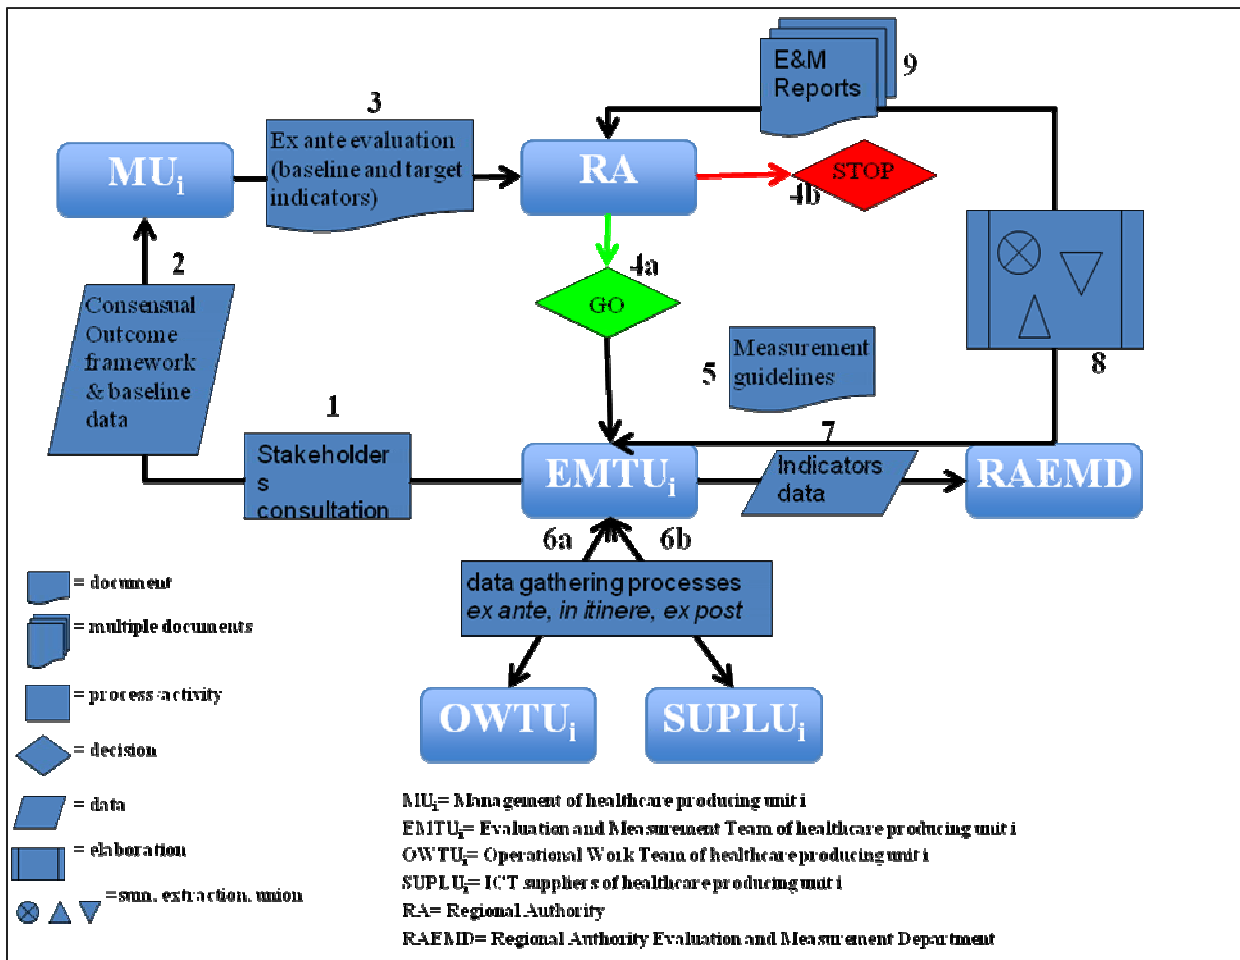 E&M
Reports
9
3
Ex ante evaluation
(baseline and target
indicators)
MUi
RA
STOP
4b
2
4a
GO
Consensual
Outcome
framework
& baseline
data
5
Measurement
guidelines
8
1
Stakeholder
s
consultation
7
EMTUi
Indicators
data
RAEMD
6a
6b
data gathering processes
ex ante, in itinere, ex post
OWTUi
SUPLUi
= document
= multiple documents
= process-activity
= decision
= data
= elaboration
=sum, extraction, union
MUi= Management of healthcare producing unit i
EMTUi= Evaluation and Measurement Team of healthcare producing unit i
OWTUi= Operational Work Team of healthcare producing unit i
SUPLUi= ICT suppliers of healthcare producing unit i
RA= Regional Authority
RAEMD= Regional Authority Evaluation and Measurement Department